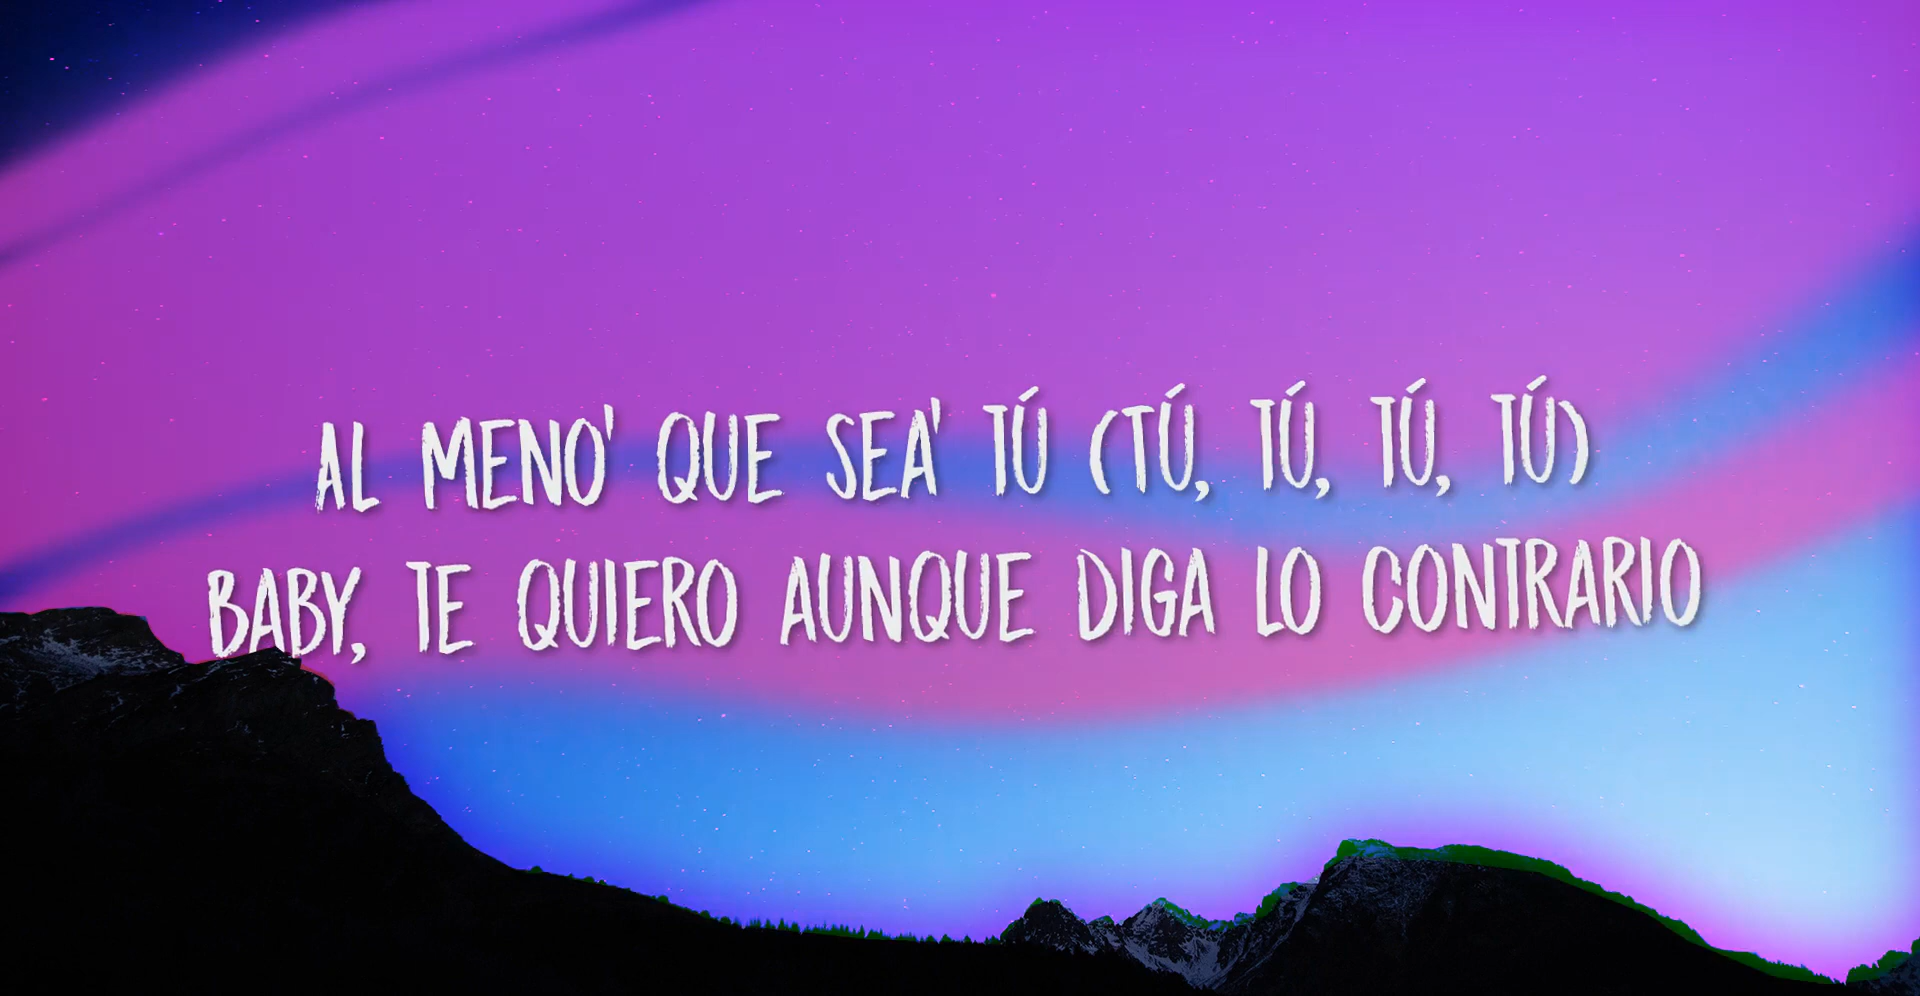 AL MENO' QUE SEA' TÚ (TÚ, TÚ, TÚ, TÚ)
BABY, TE QUIERO AUNQUE DIGA LO CONTRARIO